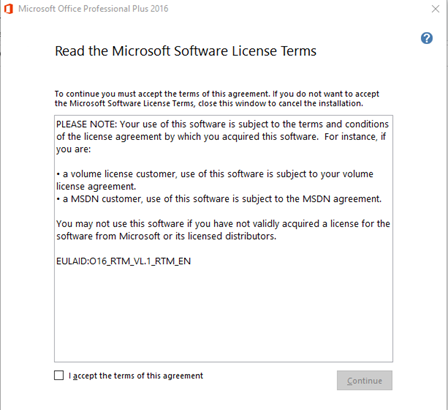 Microsoft Office Professional Plus 2016
Read the Microsoft Software License Terms
To continue you must accept the terms of this agreement. If you do not want to accept
the Microsoft Software License Terms, close this window to cancel the installation.
PLEASE NOTE: Your use of this software is subject to the terms and conditions
of the license agreement by which you acquired this software.  For instance, if
you are:
• a volume license customer, use of this software is subject to your volume
license agreement.
• a MSDN customer, use of this software is subject to the MSDN agreement.
You may not use this software if you have not validly acquired a license for the
software from Microsoft or its licensed distributors.
EULAID:O16_RTM_VL.1_RTM_EN
I accept the terms of this agreement
Continue